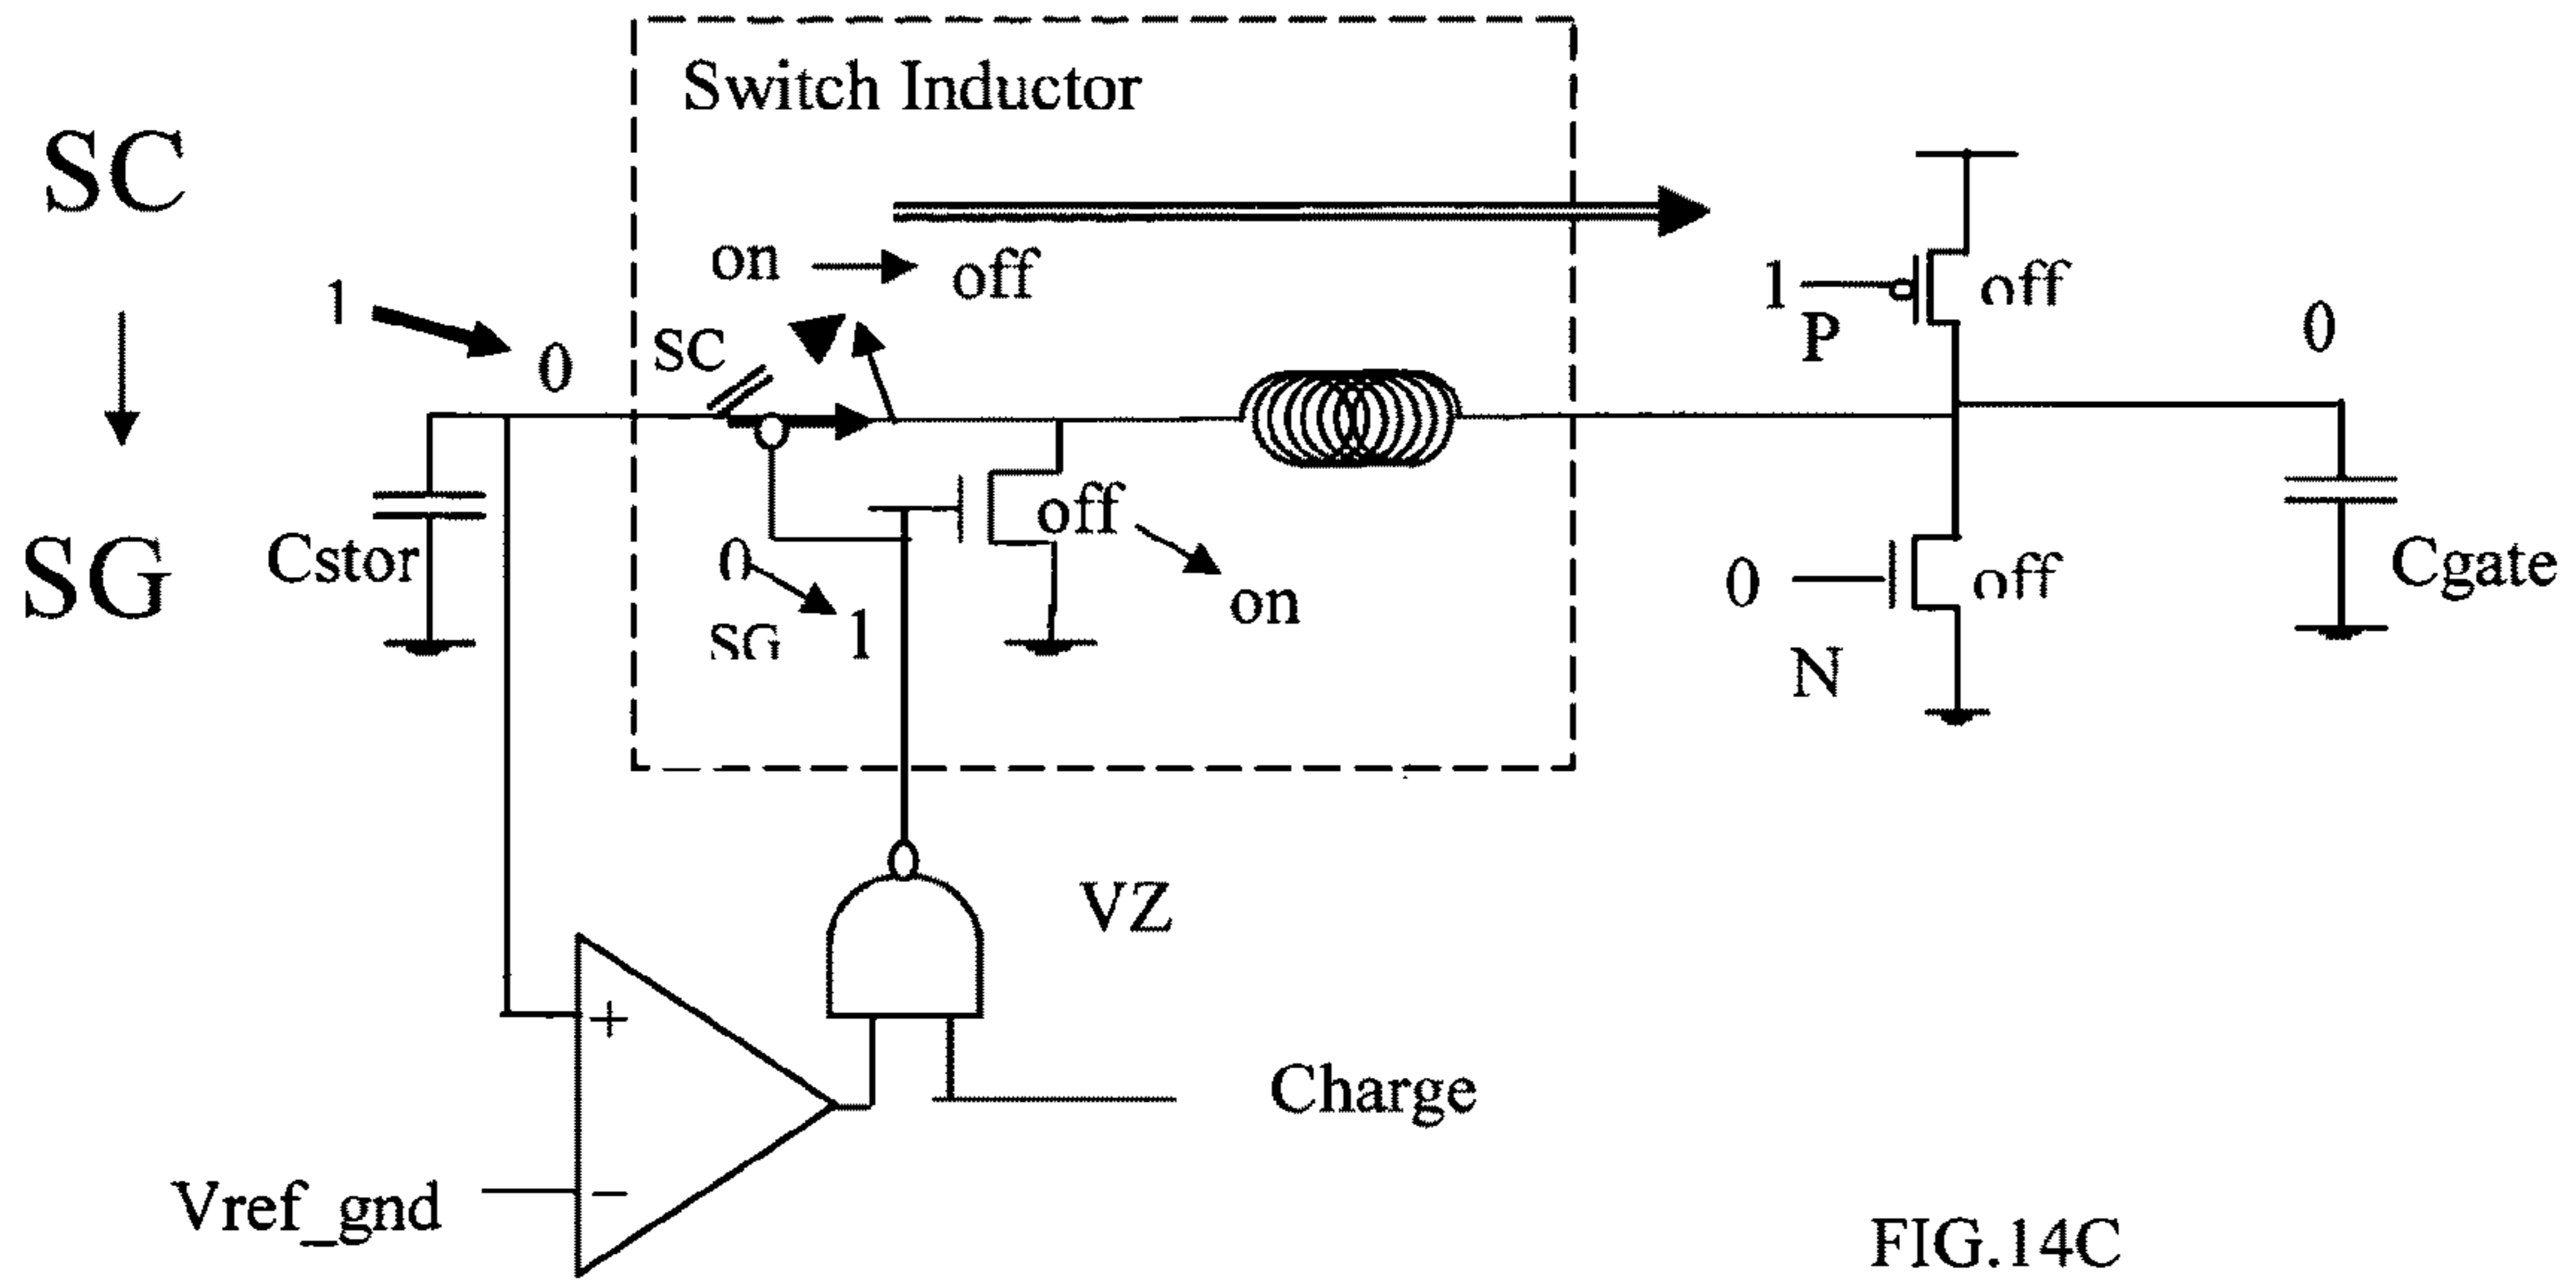 Switch Inductor
SC
on
off
1
1
off
0
P
0
SC
off
SG
Cstor
0
off
Cgate
0
on
SG
1
N
VZ
+
Charge
Vref_gnd
−
FIG.14C